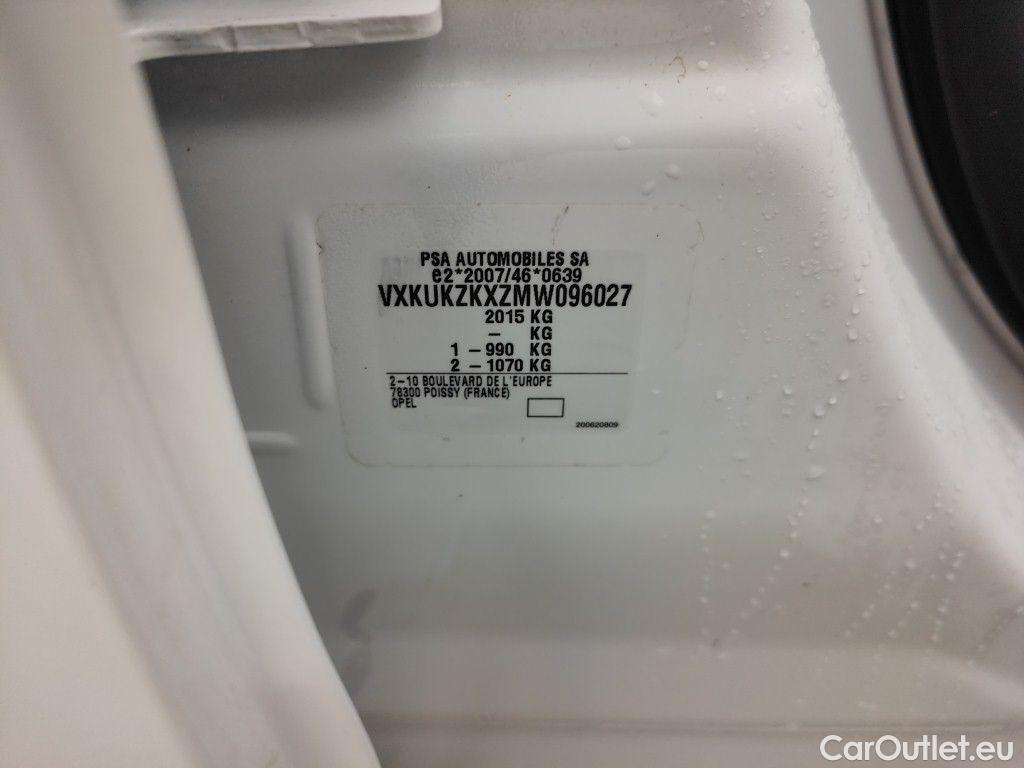 PSA AUTOMOBILES SA
e2*2007/46*0639
VXKUKZKXZMW096027
2015 KG
– KG
1 – 990 KG
2 – 1070 KG
2–10 BOULEVARD DE L'EUROPE
78300 POISSY (FRANCE)
OPEL
200620809
CarOutlet.eu